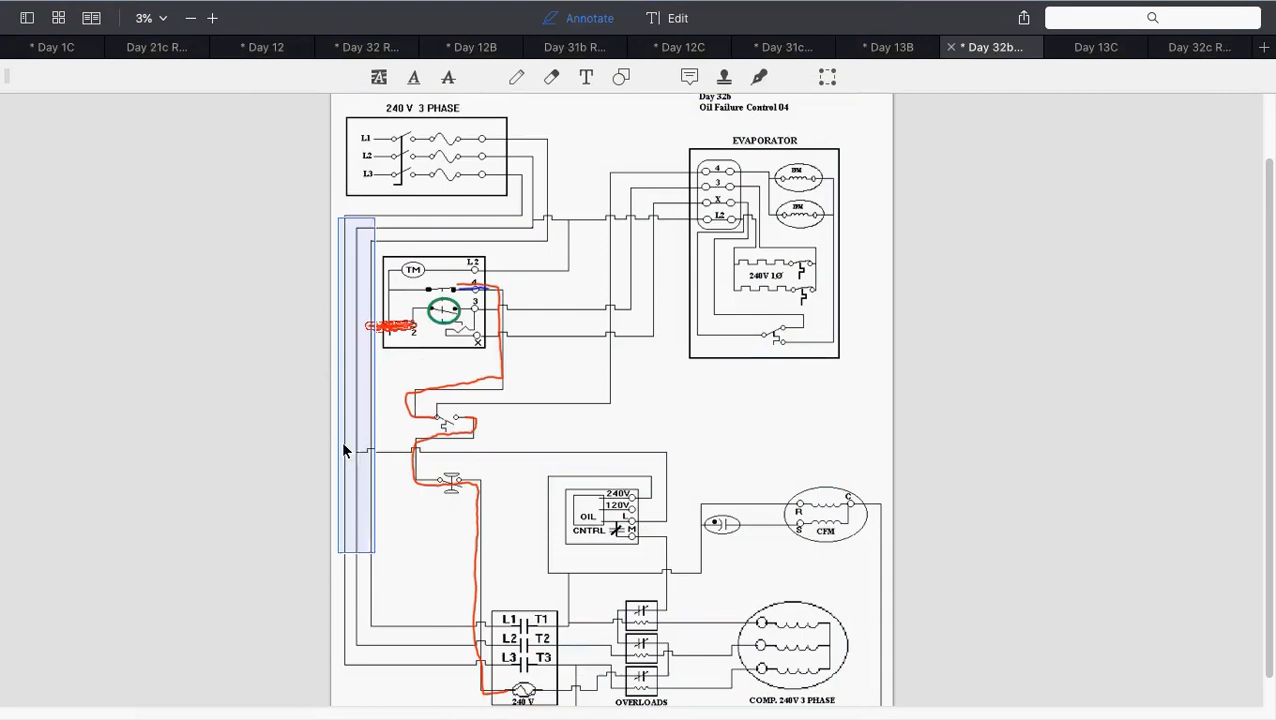 3%
Annotate
Edit
* Day 1C
Day 21c R...
* Day 12
* Day 32 R...
* Day 12B
Day 31b R...
* Day 12C
* Day 31c...
* Day 13B
* Day 32b...
Day 13C
Day 32c R...
Day 32b
Oil Failure Control 04
240 V 3 PHASE
L1
L2
L3
EVAPORATOR
4
3
X
L2
IFM
IFM
240V 1Ø
TM
L2
4
3
2
X
240V
120V
OIL
CNTRL
L
M
R
S
C
CFM
L1 T1
L2 T2
L3 T3
240 V
OVERLOADS
COMP. 240V 3 PHASE